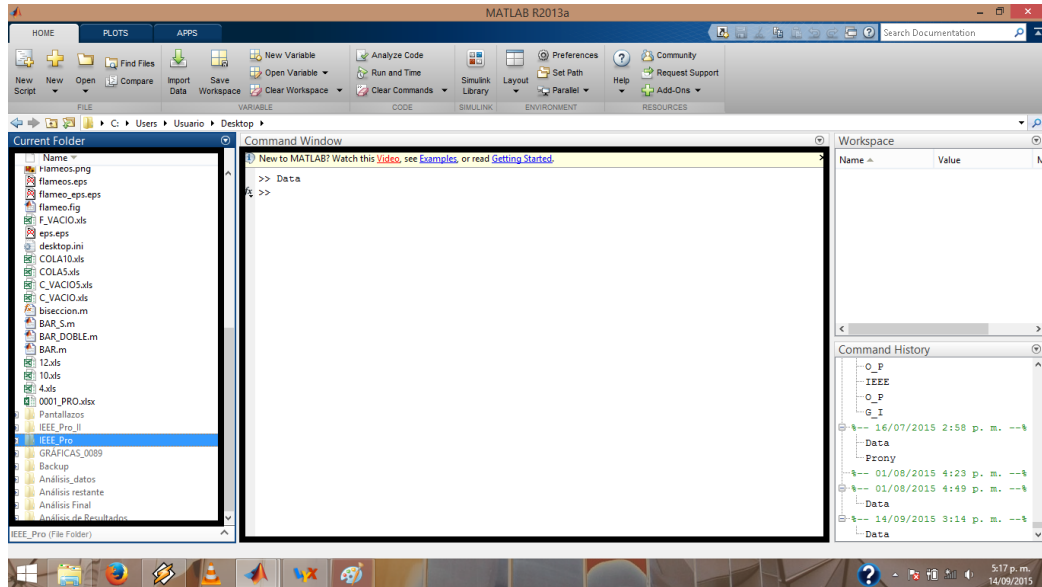 MATLAB R2013a
HOME PLOTS APPS
Search Documentation
New Script
New
Open
Find Files
Compare
Import Data
Save Workspace
New Variable
Open Variable
Clear Workspace
Analyze Code
Run and Time
Clear Commands
Simulink Library
Layout
Preferences
Set Path
Parallel
Help
Community
Request Support
Add-Ons
FILE VARIABLE CODE SIMULINK ENVIRONMENT RESOURCES
C: Users Usuario Desktop
Current Folder
Name
Flameos.png
flameos.eps
flameo_eps.eps
flameo.fig
F_VACIO.xls
eps.eps
desktop.ini
COLA10.xls
COLA5.xls
C_VACIO5.xls
C_VACIO.xls
biseccion.m
BAR_S.m
BAR_DOBLE.m
BAR.m
12.xls
10.xls
4.xls
0001_PRO.xlsx
Pantallazos
IEEE_Pro_II
IEEE_Pro
GRÁFICAS_0089
Backup
Análisis_datos
Análisis restante
Análisis Final
Análisis de Resultados
IEEE_Pro (File Folder)
Command Window
New to MATLAB? Watch this Video, see Examples, or read Getting Started.
>> Data
fx >>
Workspace
Name Value
Command History
O_P
IEEE
O_P
G_I
%-- 16/07/2015 2:58 p. m. --%
Data
Prony
%-- 01/08/2015 4:23 p. m. --%
%-- 01/08/2015 4:49 p. m. --%
Data
%-- 14/09/2015 3:14 p. m. --%
Data
5:17 p. m.
14/09/2015